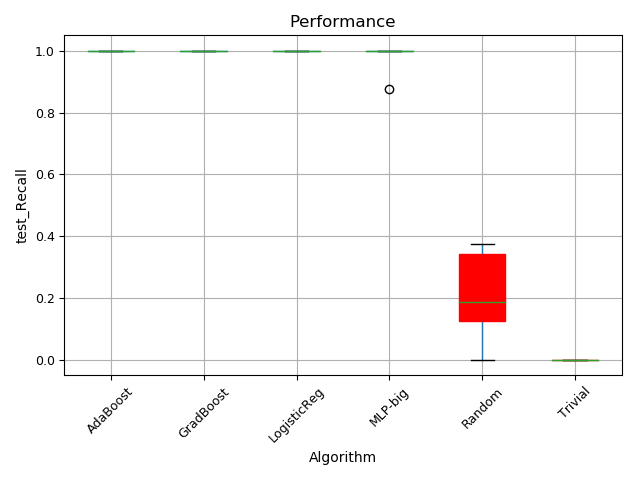 Performance
1.0
0.8
0.6
0.4
0.2
0.0
test_Recall
AdaBoost
GradBoost
LogisticReg
MLP-big
Random
Trivial
Algorithm